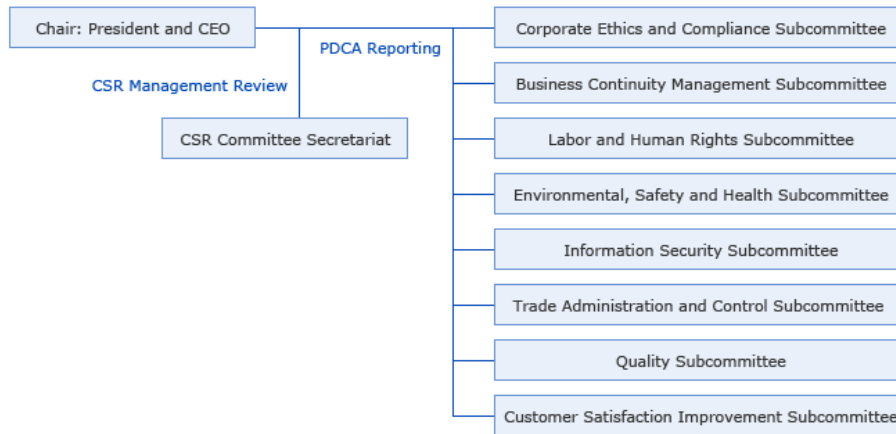 Chair: President and CEO
PDCA Reporting
CSR Management Review
CSR Committee Secretariat
Corporate Ethics and Compliance Subcommittee
Business Continuity Management Subcommittee
Labor and Human Rights Subcommittee
Environmental, Safety and Health Subcommittee
Information Security Subcommittee
Trade Administration and Control Subcommittee
Quality Subcommittee
Customer Satisfaction Improvement Subcommittee